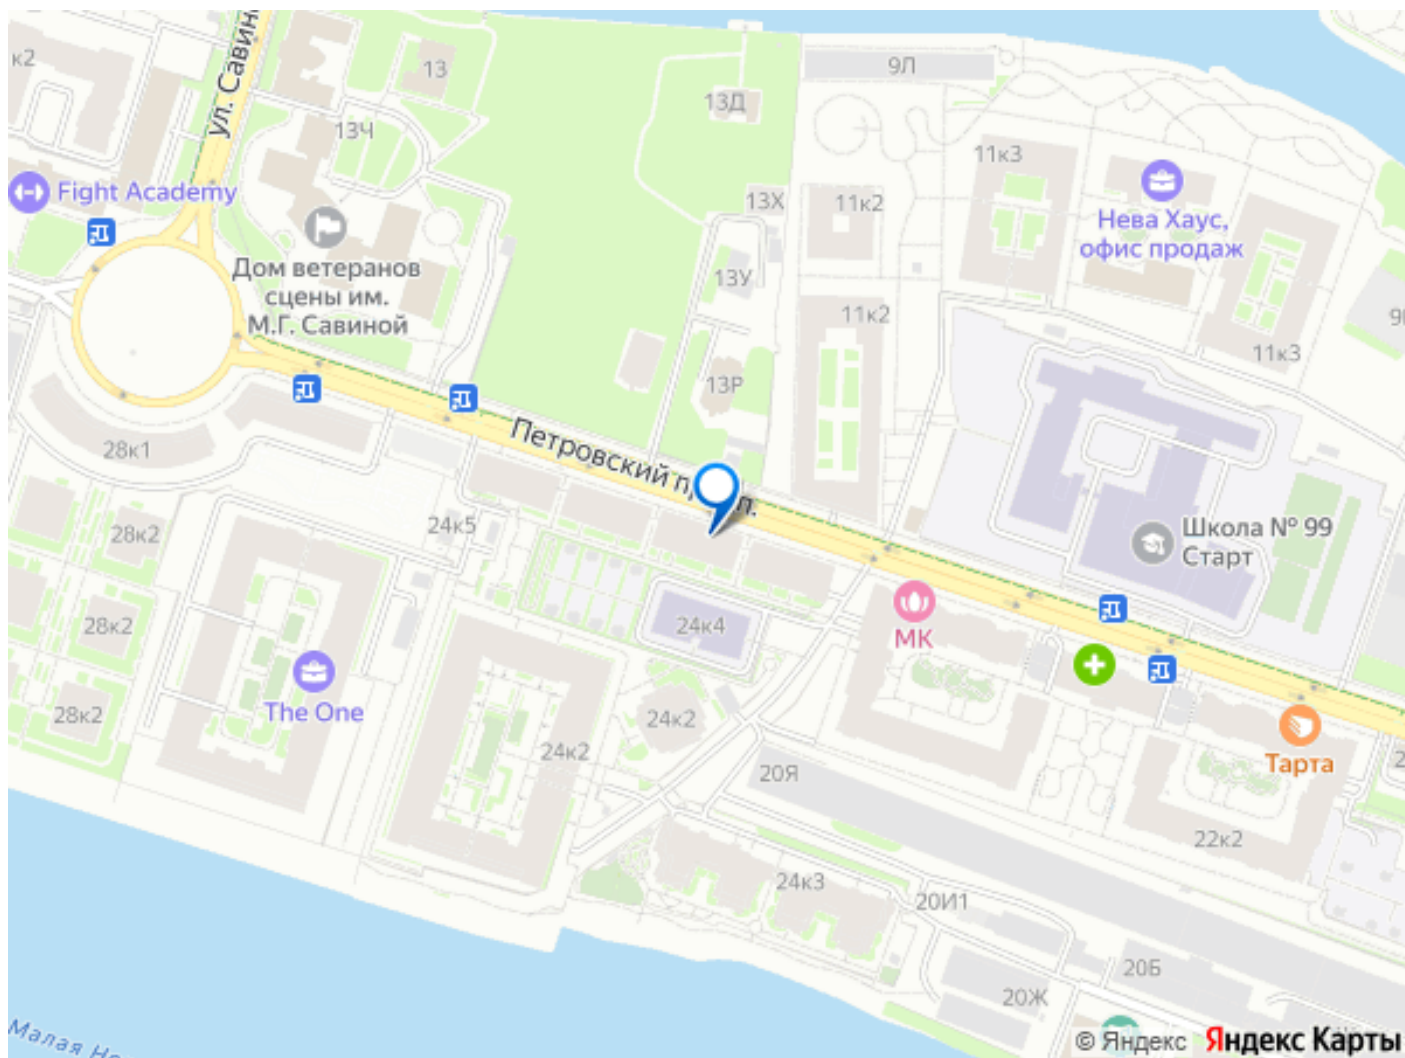 к2
ул. Савин
13
9Л
13Д
13Ч
11к3
Fight Academy
13Х
11к2
Нева Хаус,
офис продаж
Дом ветеранов
сцены им.
М.Г. Савиной
13У
11к2
11к3
13Р
28к1
Петровский
24к5
28к2
Школа № 99
Старт
28к2
24к4
МК
The One
28к2
24к2
24к2
20Я
Тарта
22к2
24к3
20И1
20Б
20Ж
Малая Не
© Яндекс Яндекс Карты